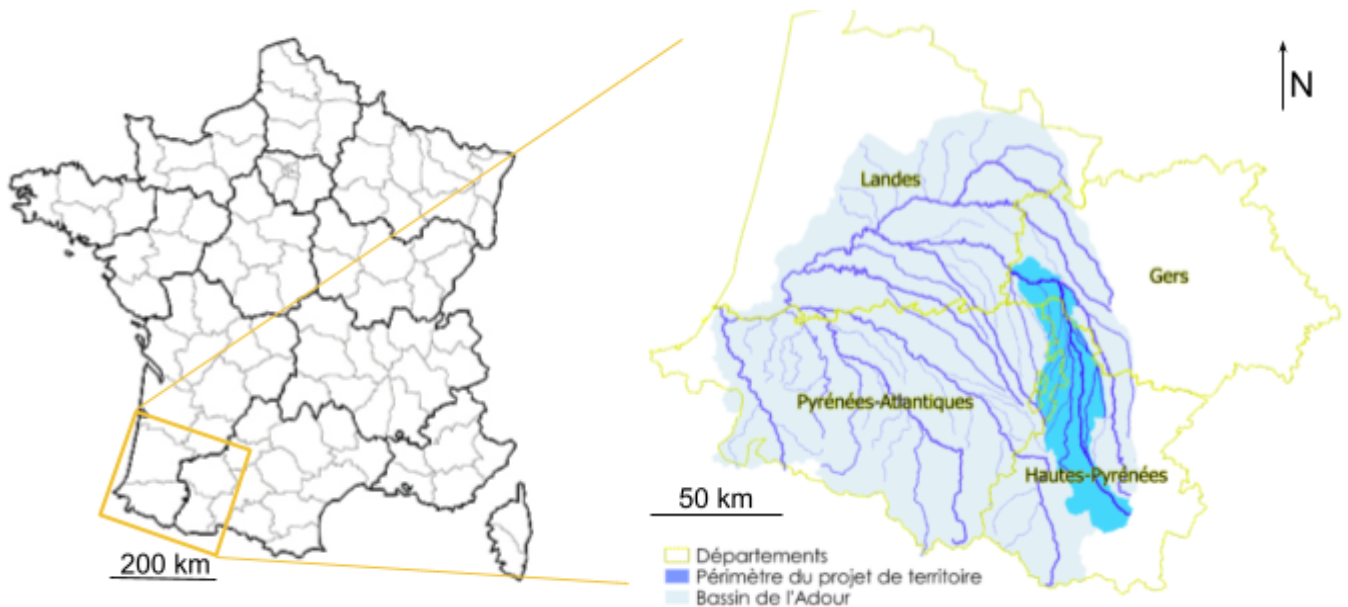 N
Landes
Gers
Pyrénées-Atlantiques
Hautes-Pyrénées
50 km
200 km
Départements
Périmètre du projet de territoire
Bassin de l'Adour